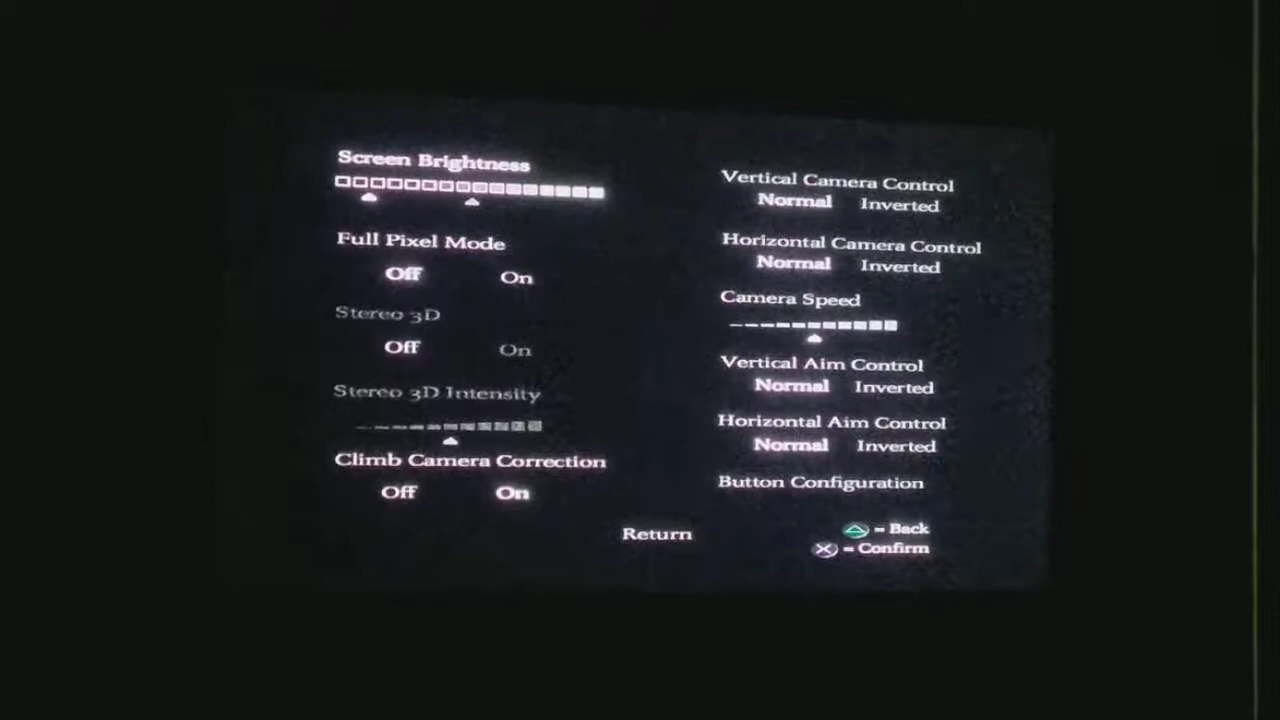 Screen Brightness
Full Pixel Mode
Off On
Stereo 3D
Off On
Stereo 3D Intensity
Climb Camera Correction
Off On
Vertical Camera Control
Normal Inverted
Horizontal Camera Control
Normal Inverted
Camera Speed
Vertical Aim Control
Normal Inverted
Horizontal Aim Control
Normal Inverted
Button Configuration
Return
= Back
= Confirm